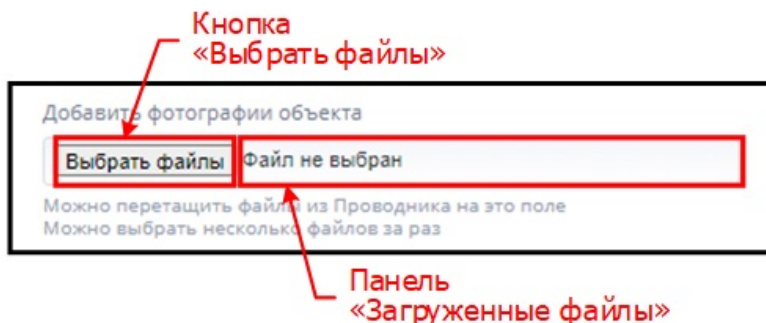 Кнопка
«Выбрать файлы»
Добавить фотографии объекта
Выбрать файлы Файл не выбран
Можно перетащить файлы из Проводника на это поле
Можно выбрать несколько файлов за раз
Панель
«Загруженные файлы»